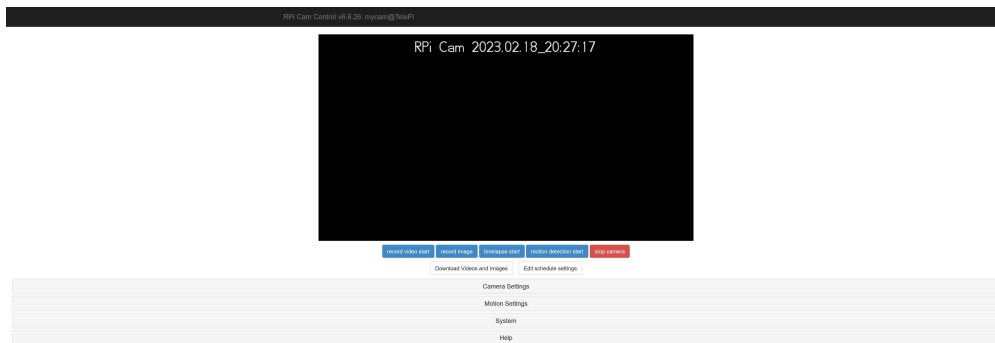 RPi Cam Control v6.6.26: mycam@TelePi
RPi Cam 2023.02.18_20:27:17
record video start record image timelapse start motion detection start stop camera
Download Videos and Images Edit schedule settings
Camera Settings
Motion Settings
System
Help